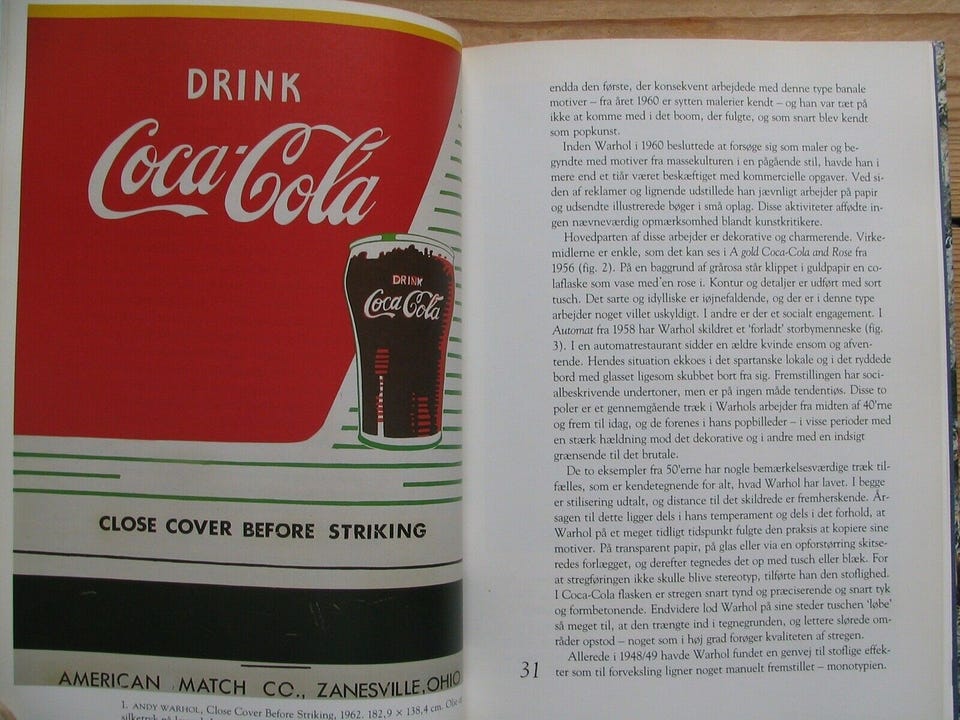 DRINK
Coca-Cola
DRINK
Coca Cola
CLOSE COVER BEFORE STRIKING
AMERICAN MATCH CO., ZANESVILLE, OHIO
1. ANDY WARHOL, Close Cover Before Striking, 1962. 182,9 × 138,4 cm.
endda den første, der konsekvent arbejdede med denne type banale
motiver – fra året 1960 er sytten malerier kendt – og han var tæt på
ikke at komme med i det boom, der fulgte, og som snart blev kendt
som popkunst.
Inden Warhol i 1960 besluttede at forsøge sig som maler og be-
gyndte med motiver fra massekulturen i en pågående stil, havde han i
mere end et tiår været beskæftiget med kommercielle opgaver. Ved si-
den af reklamer og lignende udstillede han jævnligt arbejder på papir
og udsendte illustrerede bøger i små oplag. Disse aktiviteter affødte in-
gen nævneværdig opmærksomhed blandt kunstkritikere.
Hovedparten af disse arbejder er dekorative og charmerende. Virke-
midlerne er enkle, som det kan ses i A gold Coca-Cola and Rose fra
1956 (fig. 2). På en baggrund af grårosa står klippet i guldpapir en co-
laflaske som vase med'en rose i. Kontur og detaljer er udført med sort
tusch. Det sarte og idylliske er iøjnefaldende, og der er i denne type
arbejder noget villet uskyldigt. I andre er der et socialt engagement. I
Automat fra 1958 har Warhol skildret et 'forladt' storbymenneske (fig.
3). I en automatrestaurant sidder en ældre kvinde ensom og afven-
tende. Hendes situation ekkoes i det spartanske lokale og i det ryddede
bord med glasset ligesom skubbet bort fra sig. Fremstillingen har soci-
albeskrivende undertoner, men er på ingen måde tendentiøs. Disse to
poler er et gennemgående træk i Warhols arbejder fra midten af 40'rne
og frem til idag, og de forenes i hans popbilleder – i visse perioder med
en stærk hældning mod det dekorative og i andre med en indsigt
grænsende til det brutale.
De to eksempler fra 50'erne har nogle bemærkelsesværdige træk til-
fælles, som er kendetegnende for alt, hvad Warhol har lavet. I begge
er stilisering udtalt, og distance til det skildrede er fremherskende. År-
sagen til dette ligger dels i hans temperament og dels i det forhold, at
Warhol på et meget tidligt tidspunkt fulgte den praksis at kopiere sine
motiver. På transparent papir, på glas eller via en opforstørring skitse-
redes forlægget, og derefter tegnedes det op med tusch eller blæk. For
at stregføringen ikke skulle blive stereotyp, tilførte han den stoflighed.
I Coca-Cola flasken er stregen snart tynd og præciserende og snart tyk
og formbetonende. Endvidere lod Warhol på sine steder tuschen 'løbe'
så meget til, at den trængte ind i tegnegrunden, og lettere slørede om-
råder opstod – noget som i høj grad forøger kvaliteten af stregen.
Allerede i 1948/49 havde Warhol fundet en genvej til stoflige effek-
ter som til forveksling ligner noget manuelt fremstillet – monotypien.
31